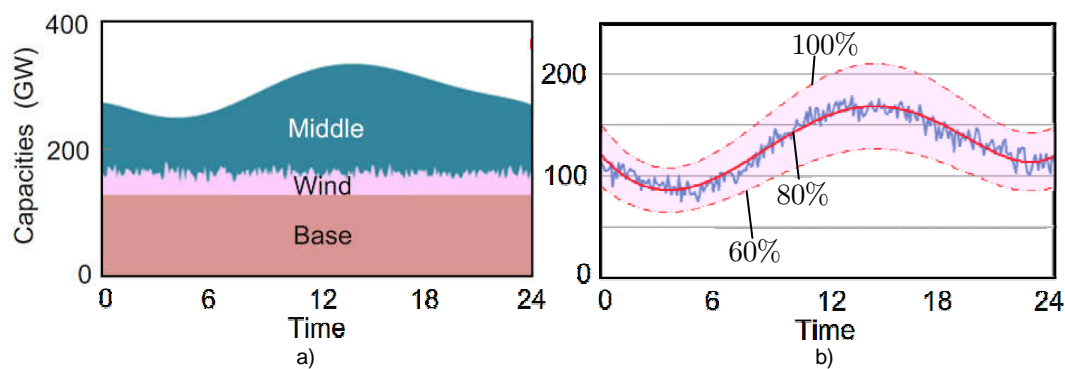 400
200
0
Capacities (GW)
Middle
Wind
Base
0 6 12 18 24
Time
a)
200
100
0
100%
80%
60%
0 6 12 18 24
Time
b)